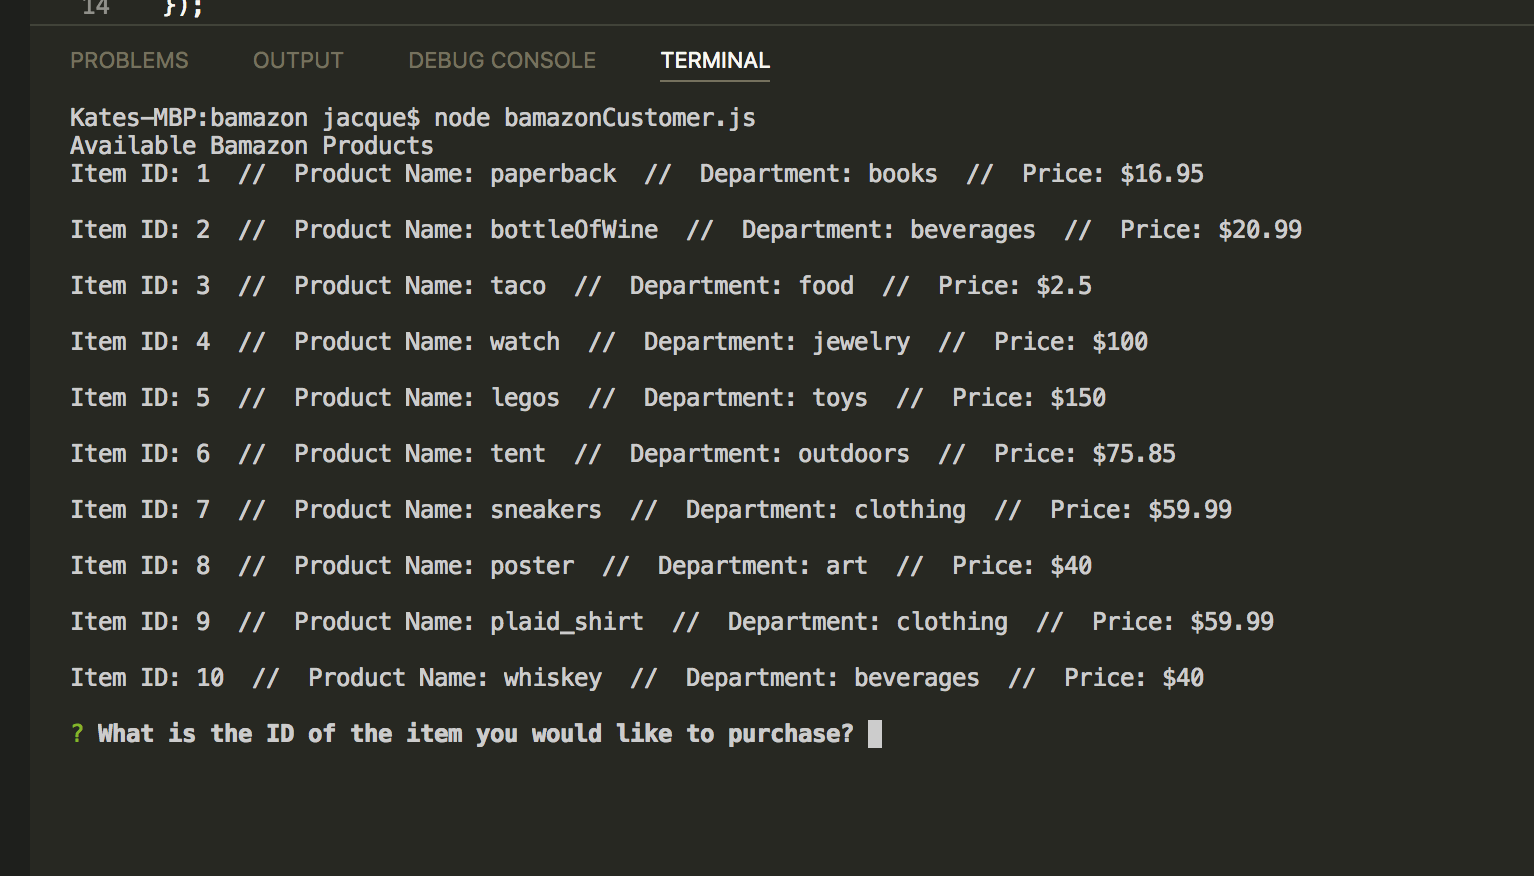 14 });
PROBLEMS OUTPUT DEBUG CONSOLE TERMINAL
Kates-MBP:bamazon jacque$ node bamazonCustomer.js
Available Bamazon Products
Item ID: 1  //  Product Name: paperback  //  Department: books  //  Price: $16.95
Item ID: 2  //  Product Name: bottleOfWine  //  Department: beverages  //  Price: $20.99
Item ID: 3  //  Product Name: taco  //  Department: food  //  Price: $2.5
Item ID: 4  //  Product Name: watch  //  Department: jewelry  //  Price: $100
Item ID: 5  //  Product Name: legos  //  Department: toys  //  Price: $150
Item ID: 6  //  Product Name: tent  //  Department: outdoors  //  Price: $75.85
Item ID: 7  //  Product Name: sneakers  //  Department: clothing  //  Price: $59.99
Item ID: 8  //  Product Name: poster  //  Department: art  //  Price: $40
Item ID: 9  //  Product Name: plaid_shirt  //  Department: clothing  //  Price: $59.99
Item ID: 10  //  Product Name: whiskey  //  Department: beverages  //  Price: $40
? What is the ID of the item you would like to purchase?